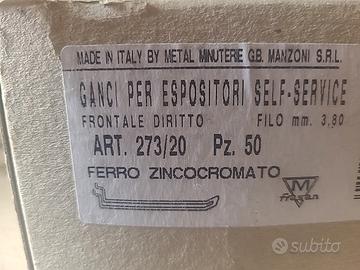 MADE IN ITALY BY METAL MINUTERIE G.B. MANZONI S.R.L.
GANCI PER ESPOSITORI SELF-SERVICE
FRONTALE DIRITTO FILO mm. 3,80
ART. 273/20 Pz. 50
FERRO ZINCOCROMATO
M
subito